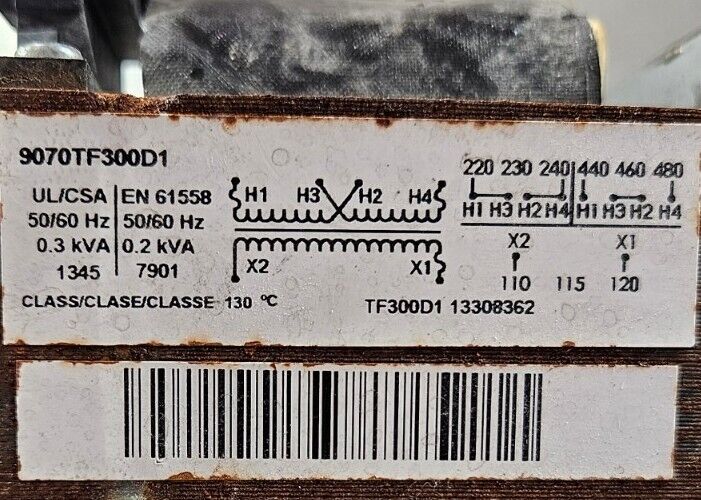 9070TF300D1
UL/CSA EN 61558
50/60 Hz 50/60 Hz
0.3 kVA 0.2 kVA
1345 7901
CLASS/CLASE/CLASSE 130 ºC
H1 H3 H2 H4
X2 X1
220 230 240 440 460 480
H1 H3 H2 H4 H1 H3 H2 H4
X2 X1
110 115 120
TF300D1 13308362